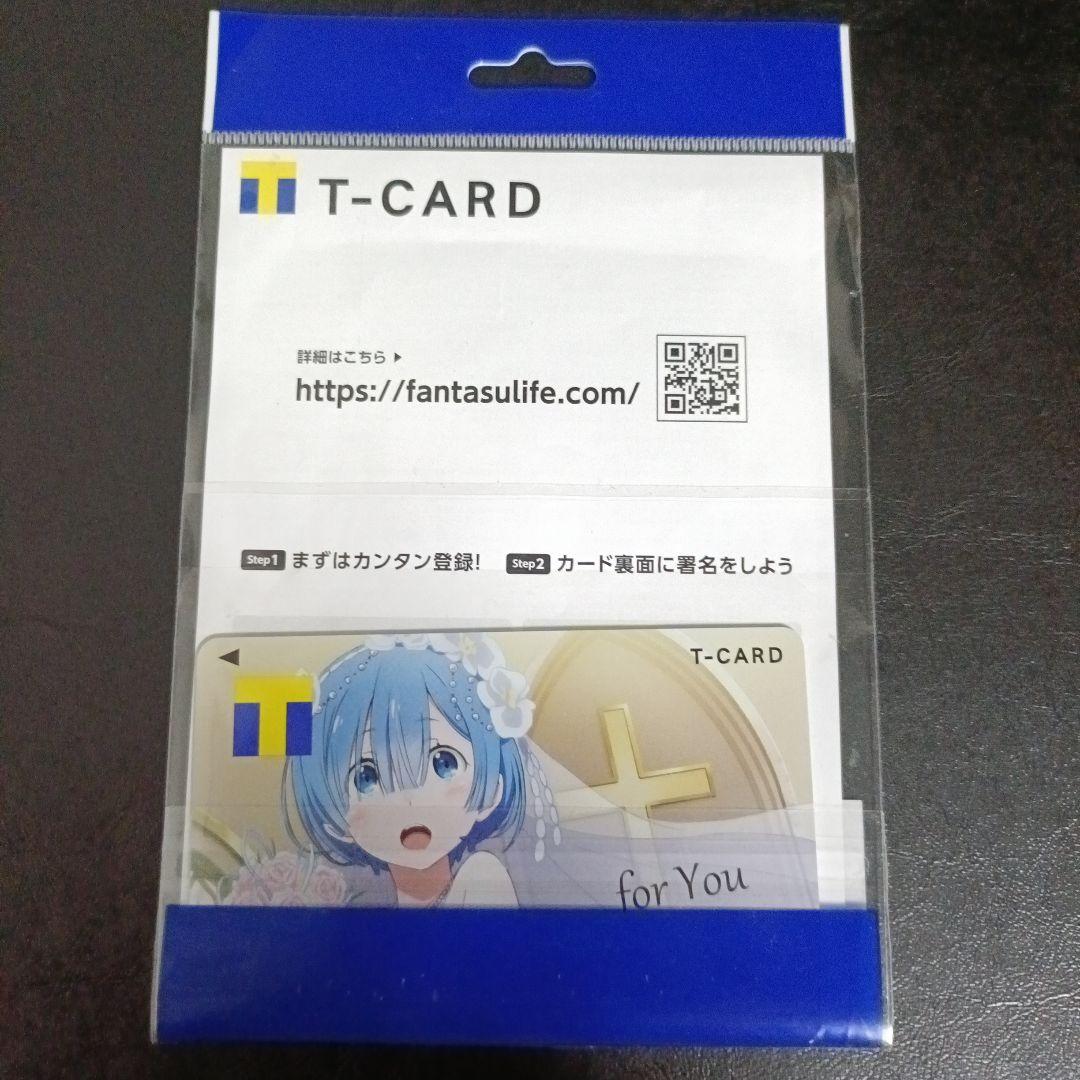 T T-CARD
詳細はこちら ▶
https://fantasulife.com/
Step1 まずはカンタン登録! Step2 カード裏面に署名をしよう
T-CARD
T
for You